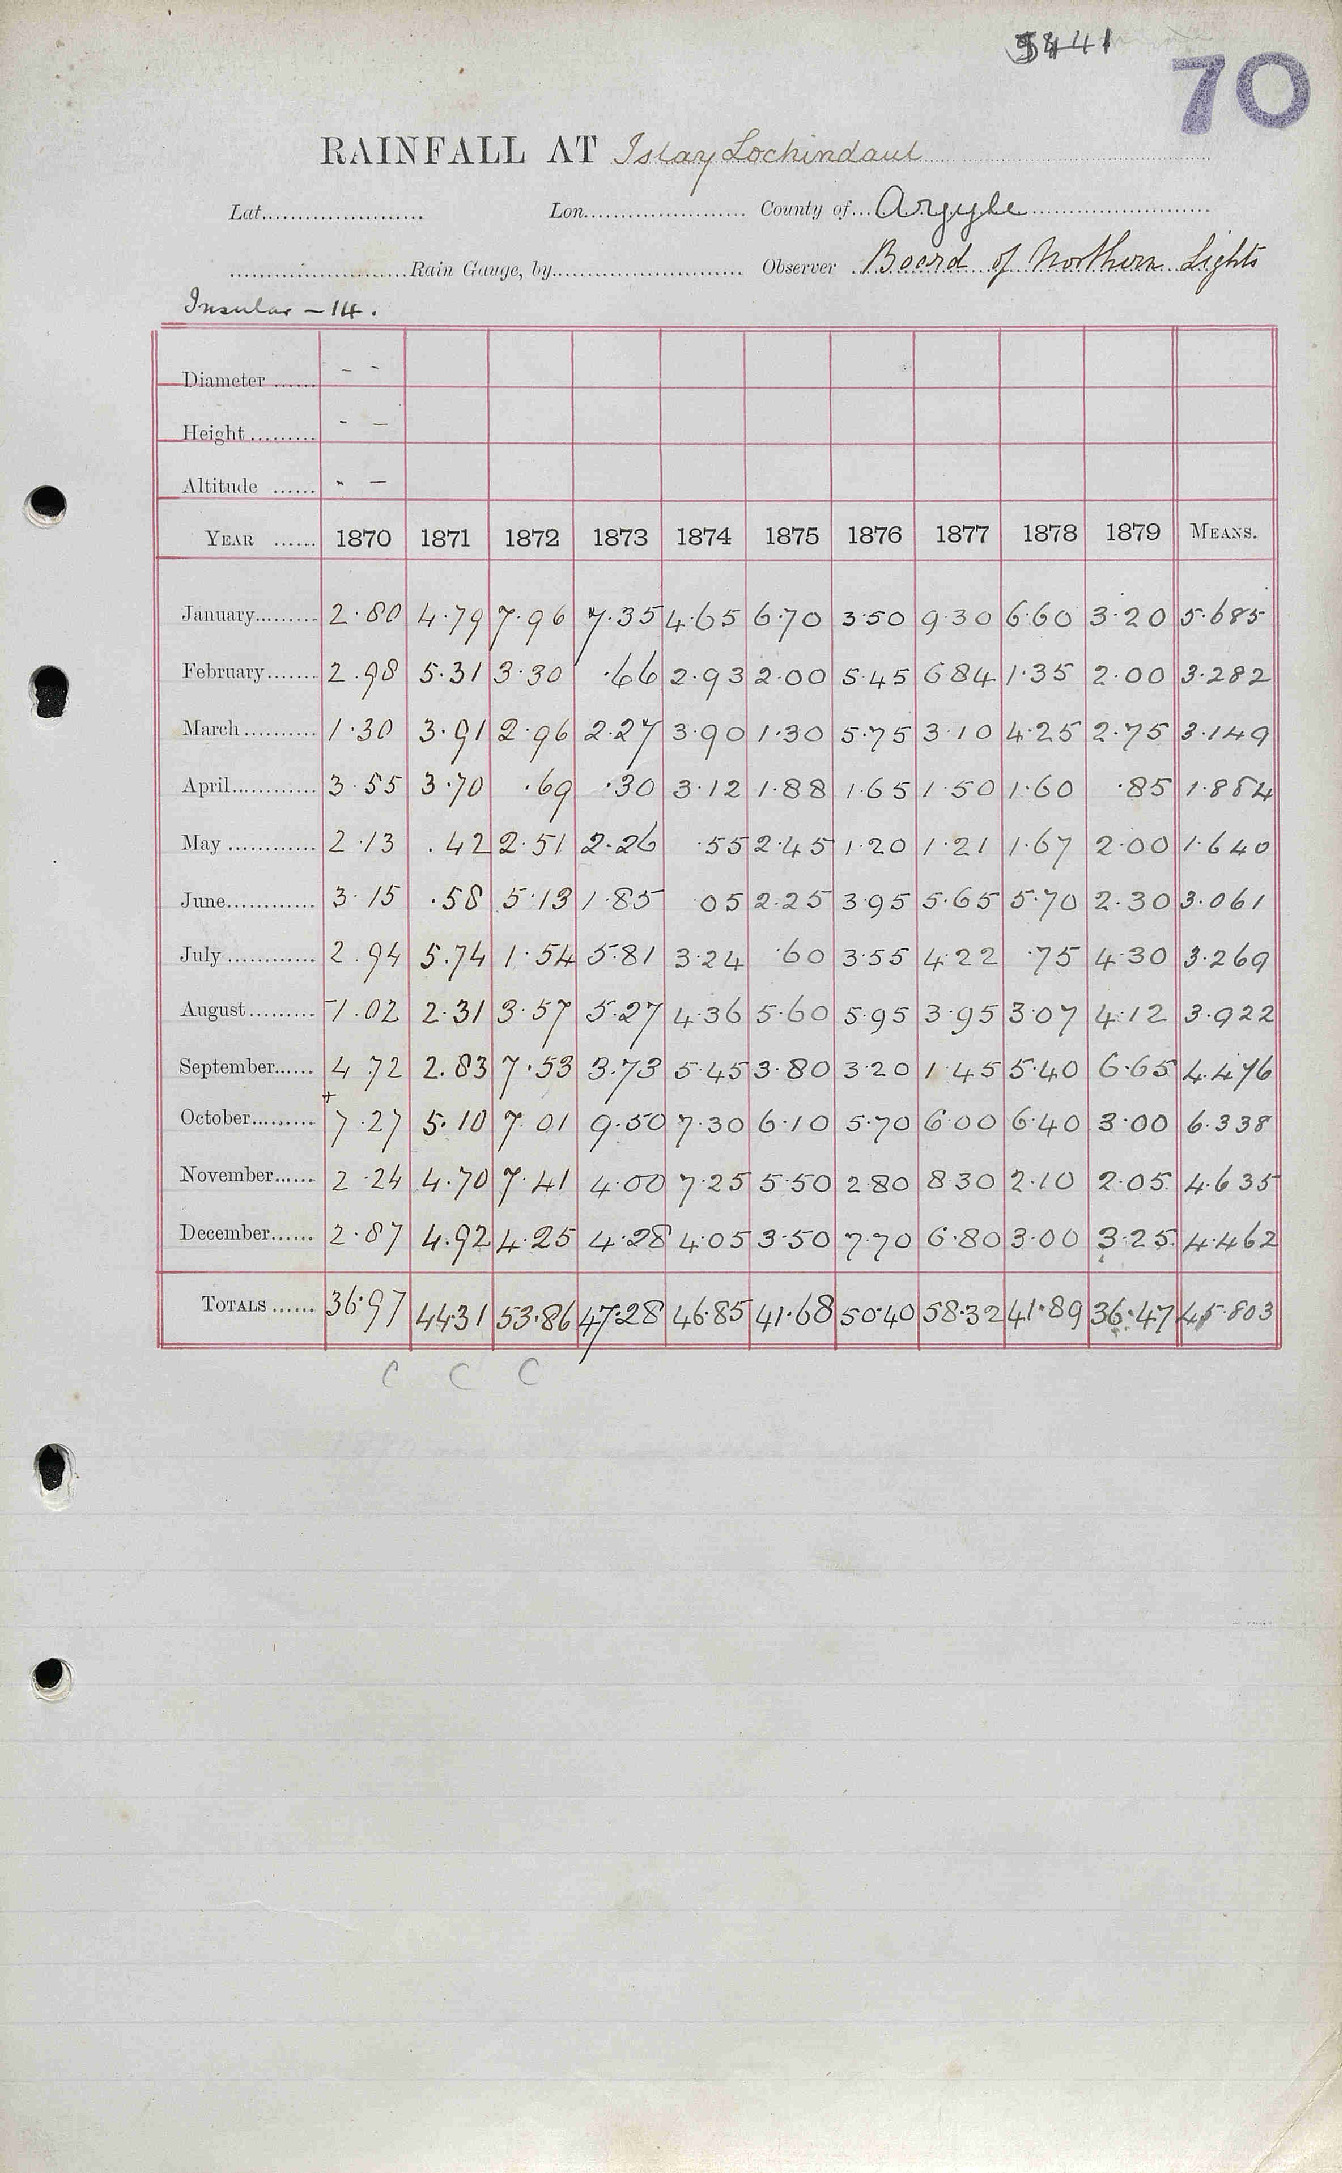 5441
70
RAINFALL AT Islay Lochindaul
Lat. Lon. County of Argyle
Rain Gauge, by Observer Board of Northern Lights
Insular - 14.
Diameter - -
Height - -
Altitude - -
YEAR 1870 1871 1872 1873 1874 1875 1876 1877 1878 1879 MEANS.
January 2.80 4.79 7.96 7.35 4.65 6.70 3.50 9.30 6.60 3.20 5.685
February 2.98 5.31 3.30 .66 2.93 2.00 5.45 6.84 1.35 2.00 3.282
March 1.30 3.91 2.96 2.27 3.90 1.30 5.75 3.10 4.25 2.75 3.149
April 3.55 3.70 .69 .30 3.12 1.88 1.65 1.50 1.60 .85 1.884
May 2.13 .42 2.51 2.26 .55 2.45 1.20 1.21 1.67 2.00 1.640
June 3.15 .58 5.13 1.85 05 2.25 3.95 5.65 5.70 2.30 3.061
July 2.94 5.74 1.54 5.81 3.24 .60 3.55 4.22 .75 4.30 3.269
August 1.02 2.31 3.57 5.27 4.36 5.60 5.95 3.95 3.07 4.12 3.922
September 4.72 2.83 7.53 3.73 5.45 3.80 3.20 1.45 5.40 6.65 4.476
October 7.27 5.10 7.01 9.50 7.30 6.10 5.70 6.00 6.40 3.00 6.338
November 2.24 4.70 7.41 4.00 7.25 5.50 2.80 8.30 2.10 2.05 4.635
December 2.87 4.92 4.25 4.28 4.05 3.50 7.70 6.80 3.00 3.25 4.462
TOTALS 36.97 44.31 53.86 47.28 46.85 41.68 50.40 58.32 41.89 36.47 45.803
C C C